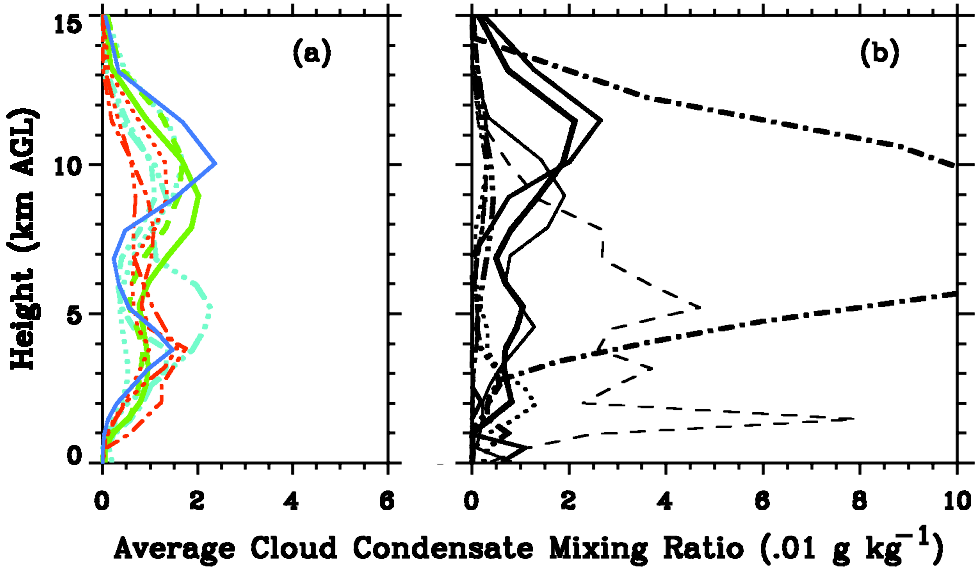 15
10
5
0
Height (km AGL)
(a)
(b)
0 2 4 6
0 2 4 6 8 10
Average Cloud Condensate Mixing Ratio (.01 g kg⁻¹)